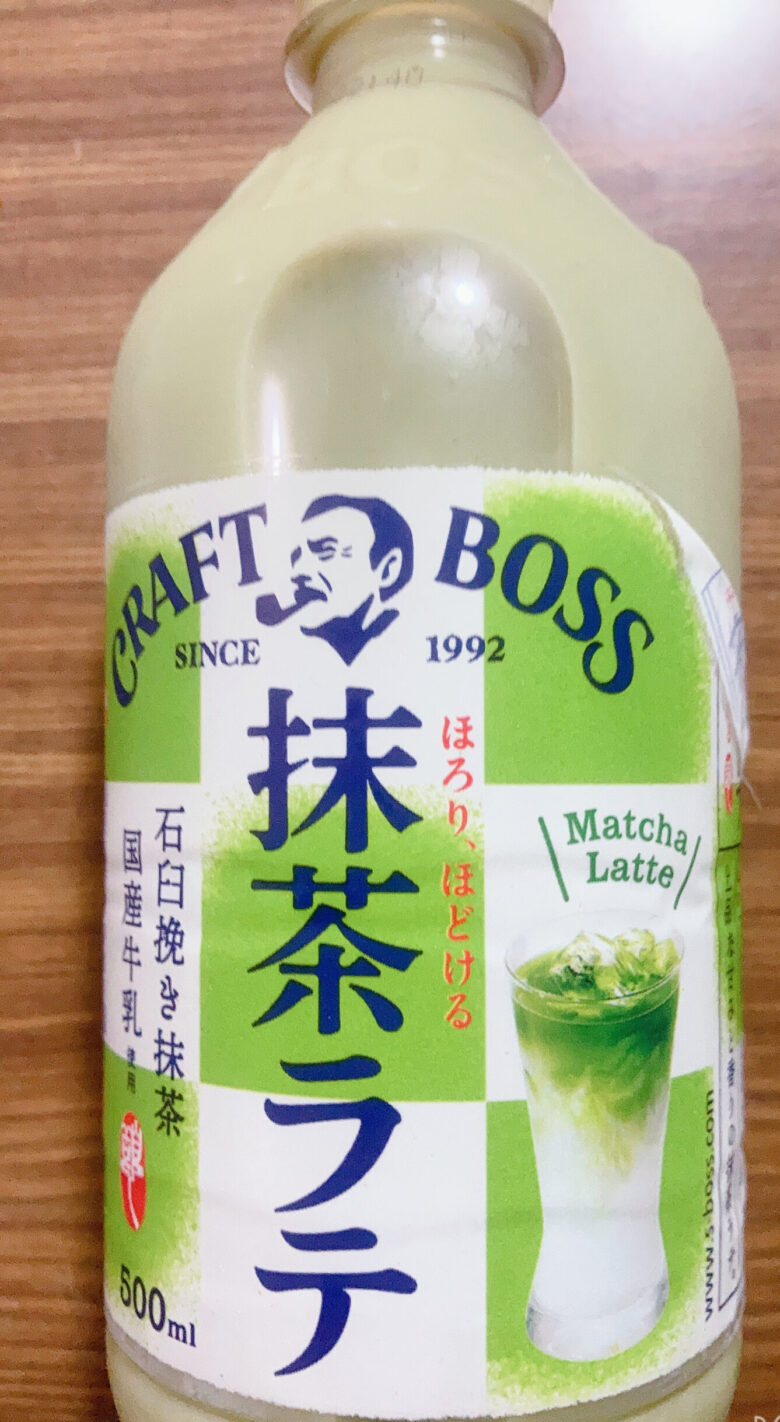 BOSS
CRAFT BOSS
SINCE 1992
抹茶ラテ
ほろり、ほどける
石臼挽き抹茶
国産牛乳使用
Matcha
Latte
500ml
www.s-boss.com